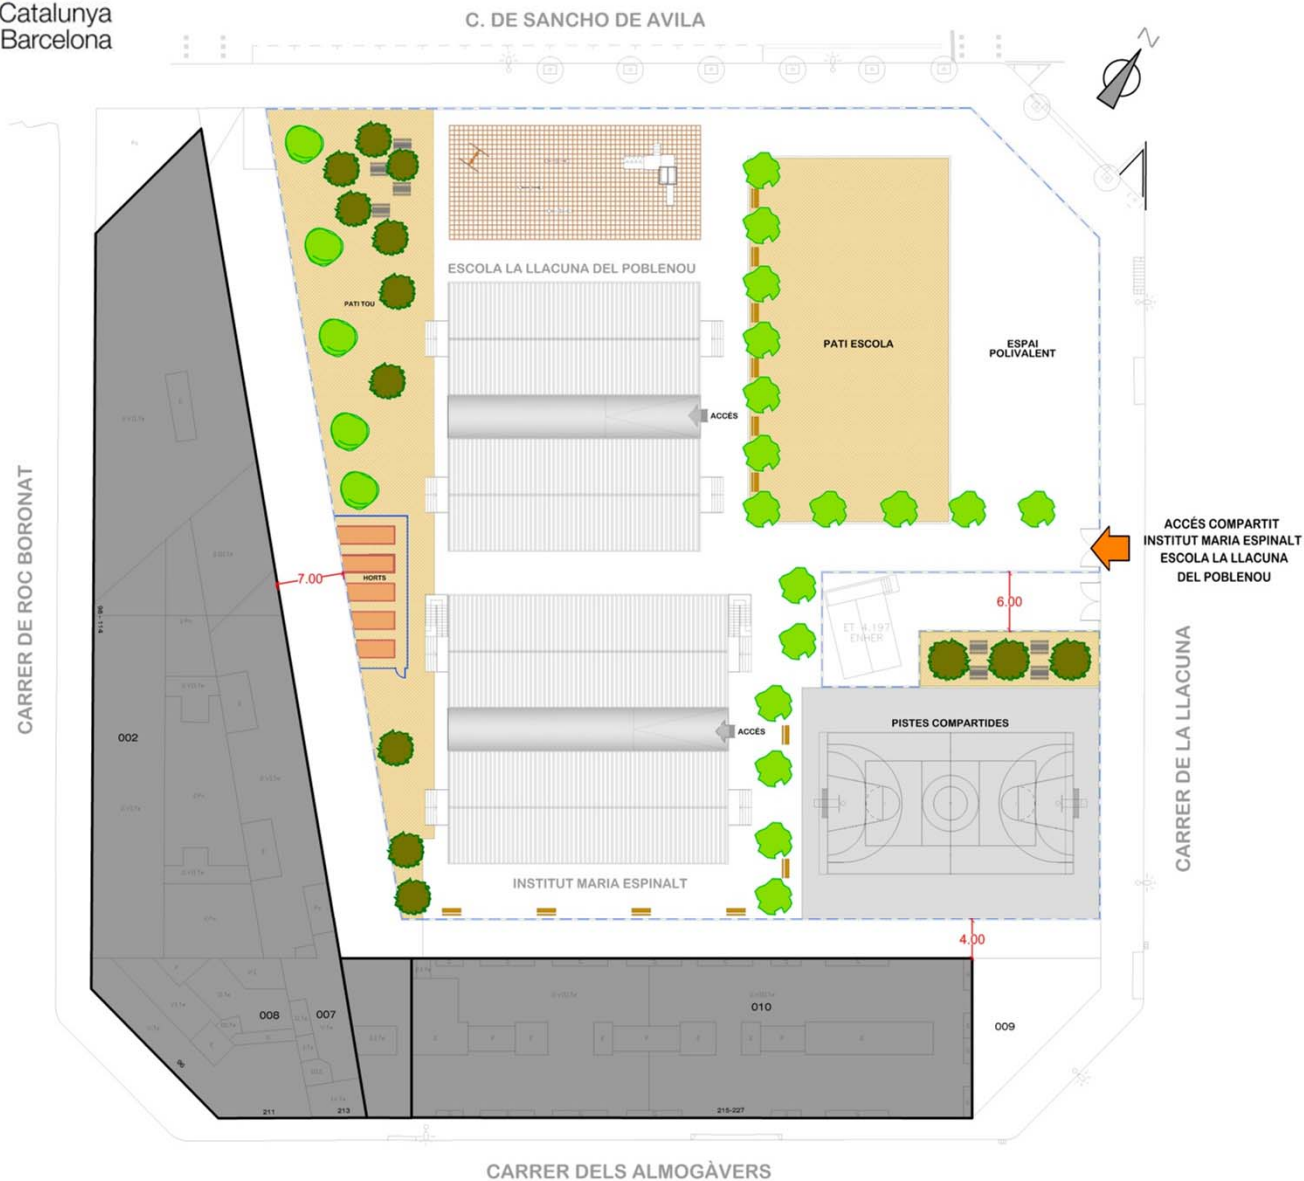 Catalunya
Barcelona
C. DE SANCHO DE AVILA
N
ESCOLA LA LLACUNA DEL POBLENOU
PATI TOU
PATI ESCOLA
ESPAI
POLIVALENT
ACCÉS
CARRER DE ROC BORONAT
ACCÉS COMPARTIT
INSTITUT MARIA ESPINALT
ESCOLA LA LLACUNA
DEL POBLENOU
7.00
HORTS
6.00
98-114
ET 4.197
ENHER
CARRER DE LA LLACUNA
PISTES COMPARTIDES
002
ACCÉS
INSTITUT MARIA ESPINALT
4.00
008
007
010
009
96
211
213
215-227
CARRER DELS ALMOGÀVERS